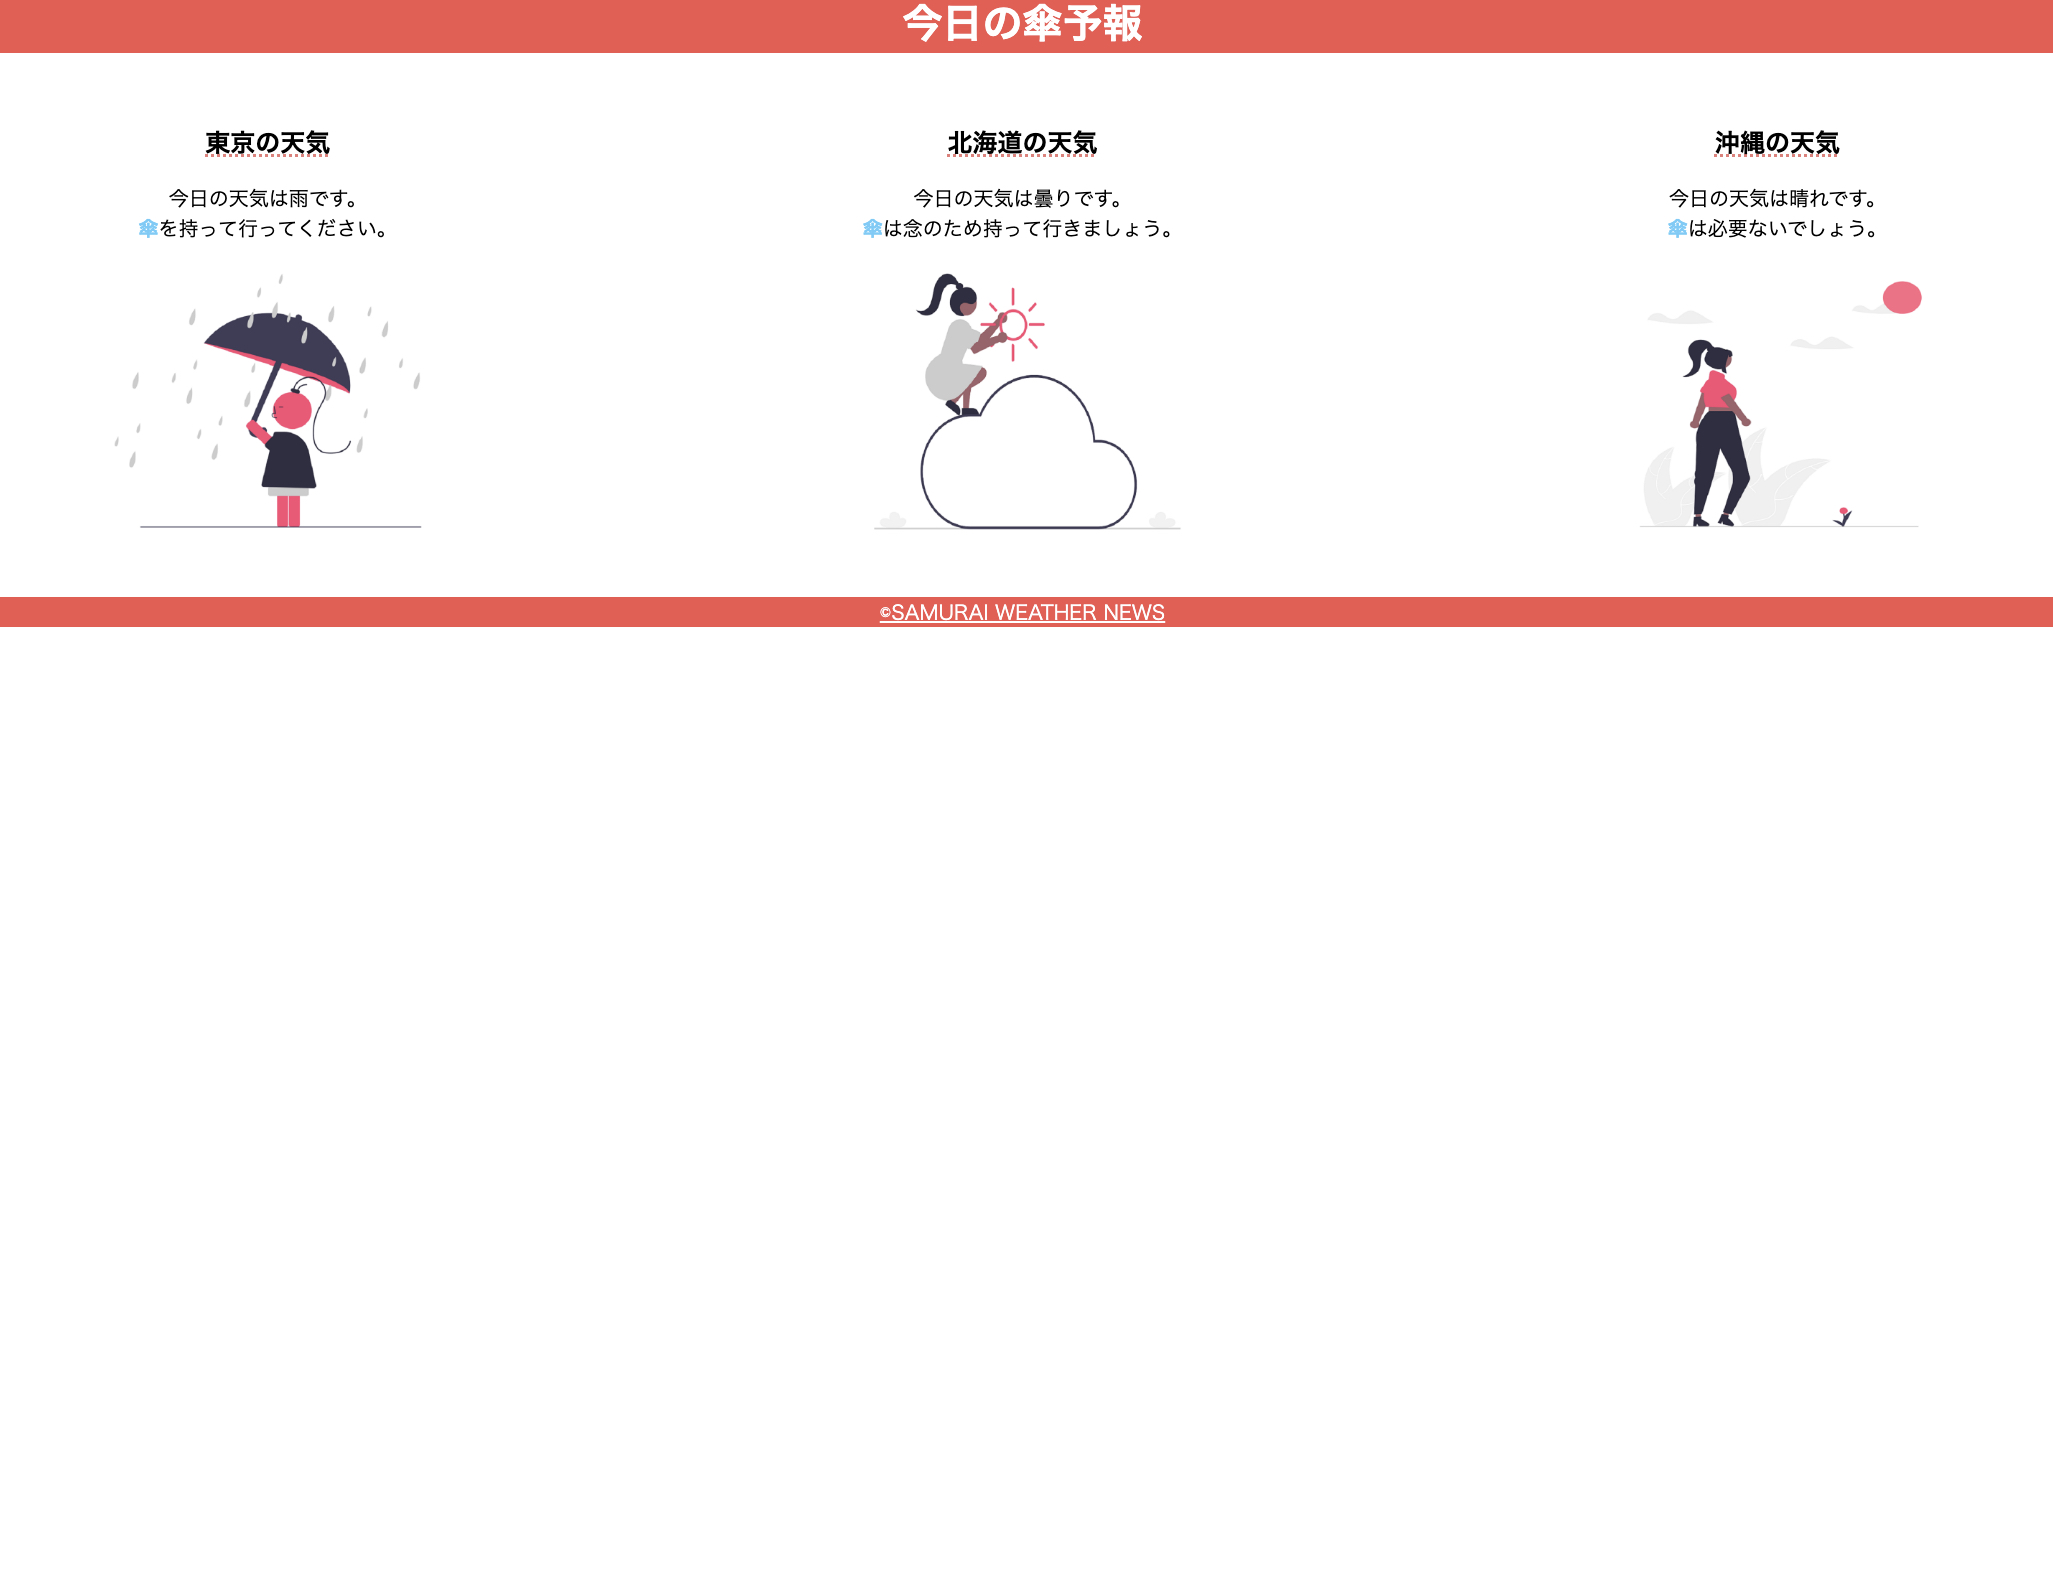 今日の傘予報
東京の天気
今日の天気は雨です。
傘を持って行ってください。
北海道の天気
今日の天気は曇りです。
傘は念のため持って行きましょう。
沖縄の天気
今日の天気は晴れです。
傘は必要ないでしょう。
©SAMURAI WEATHER NEWS